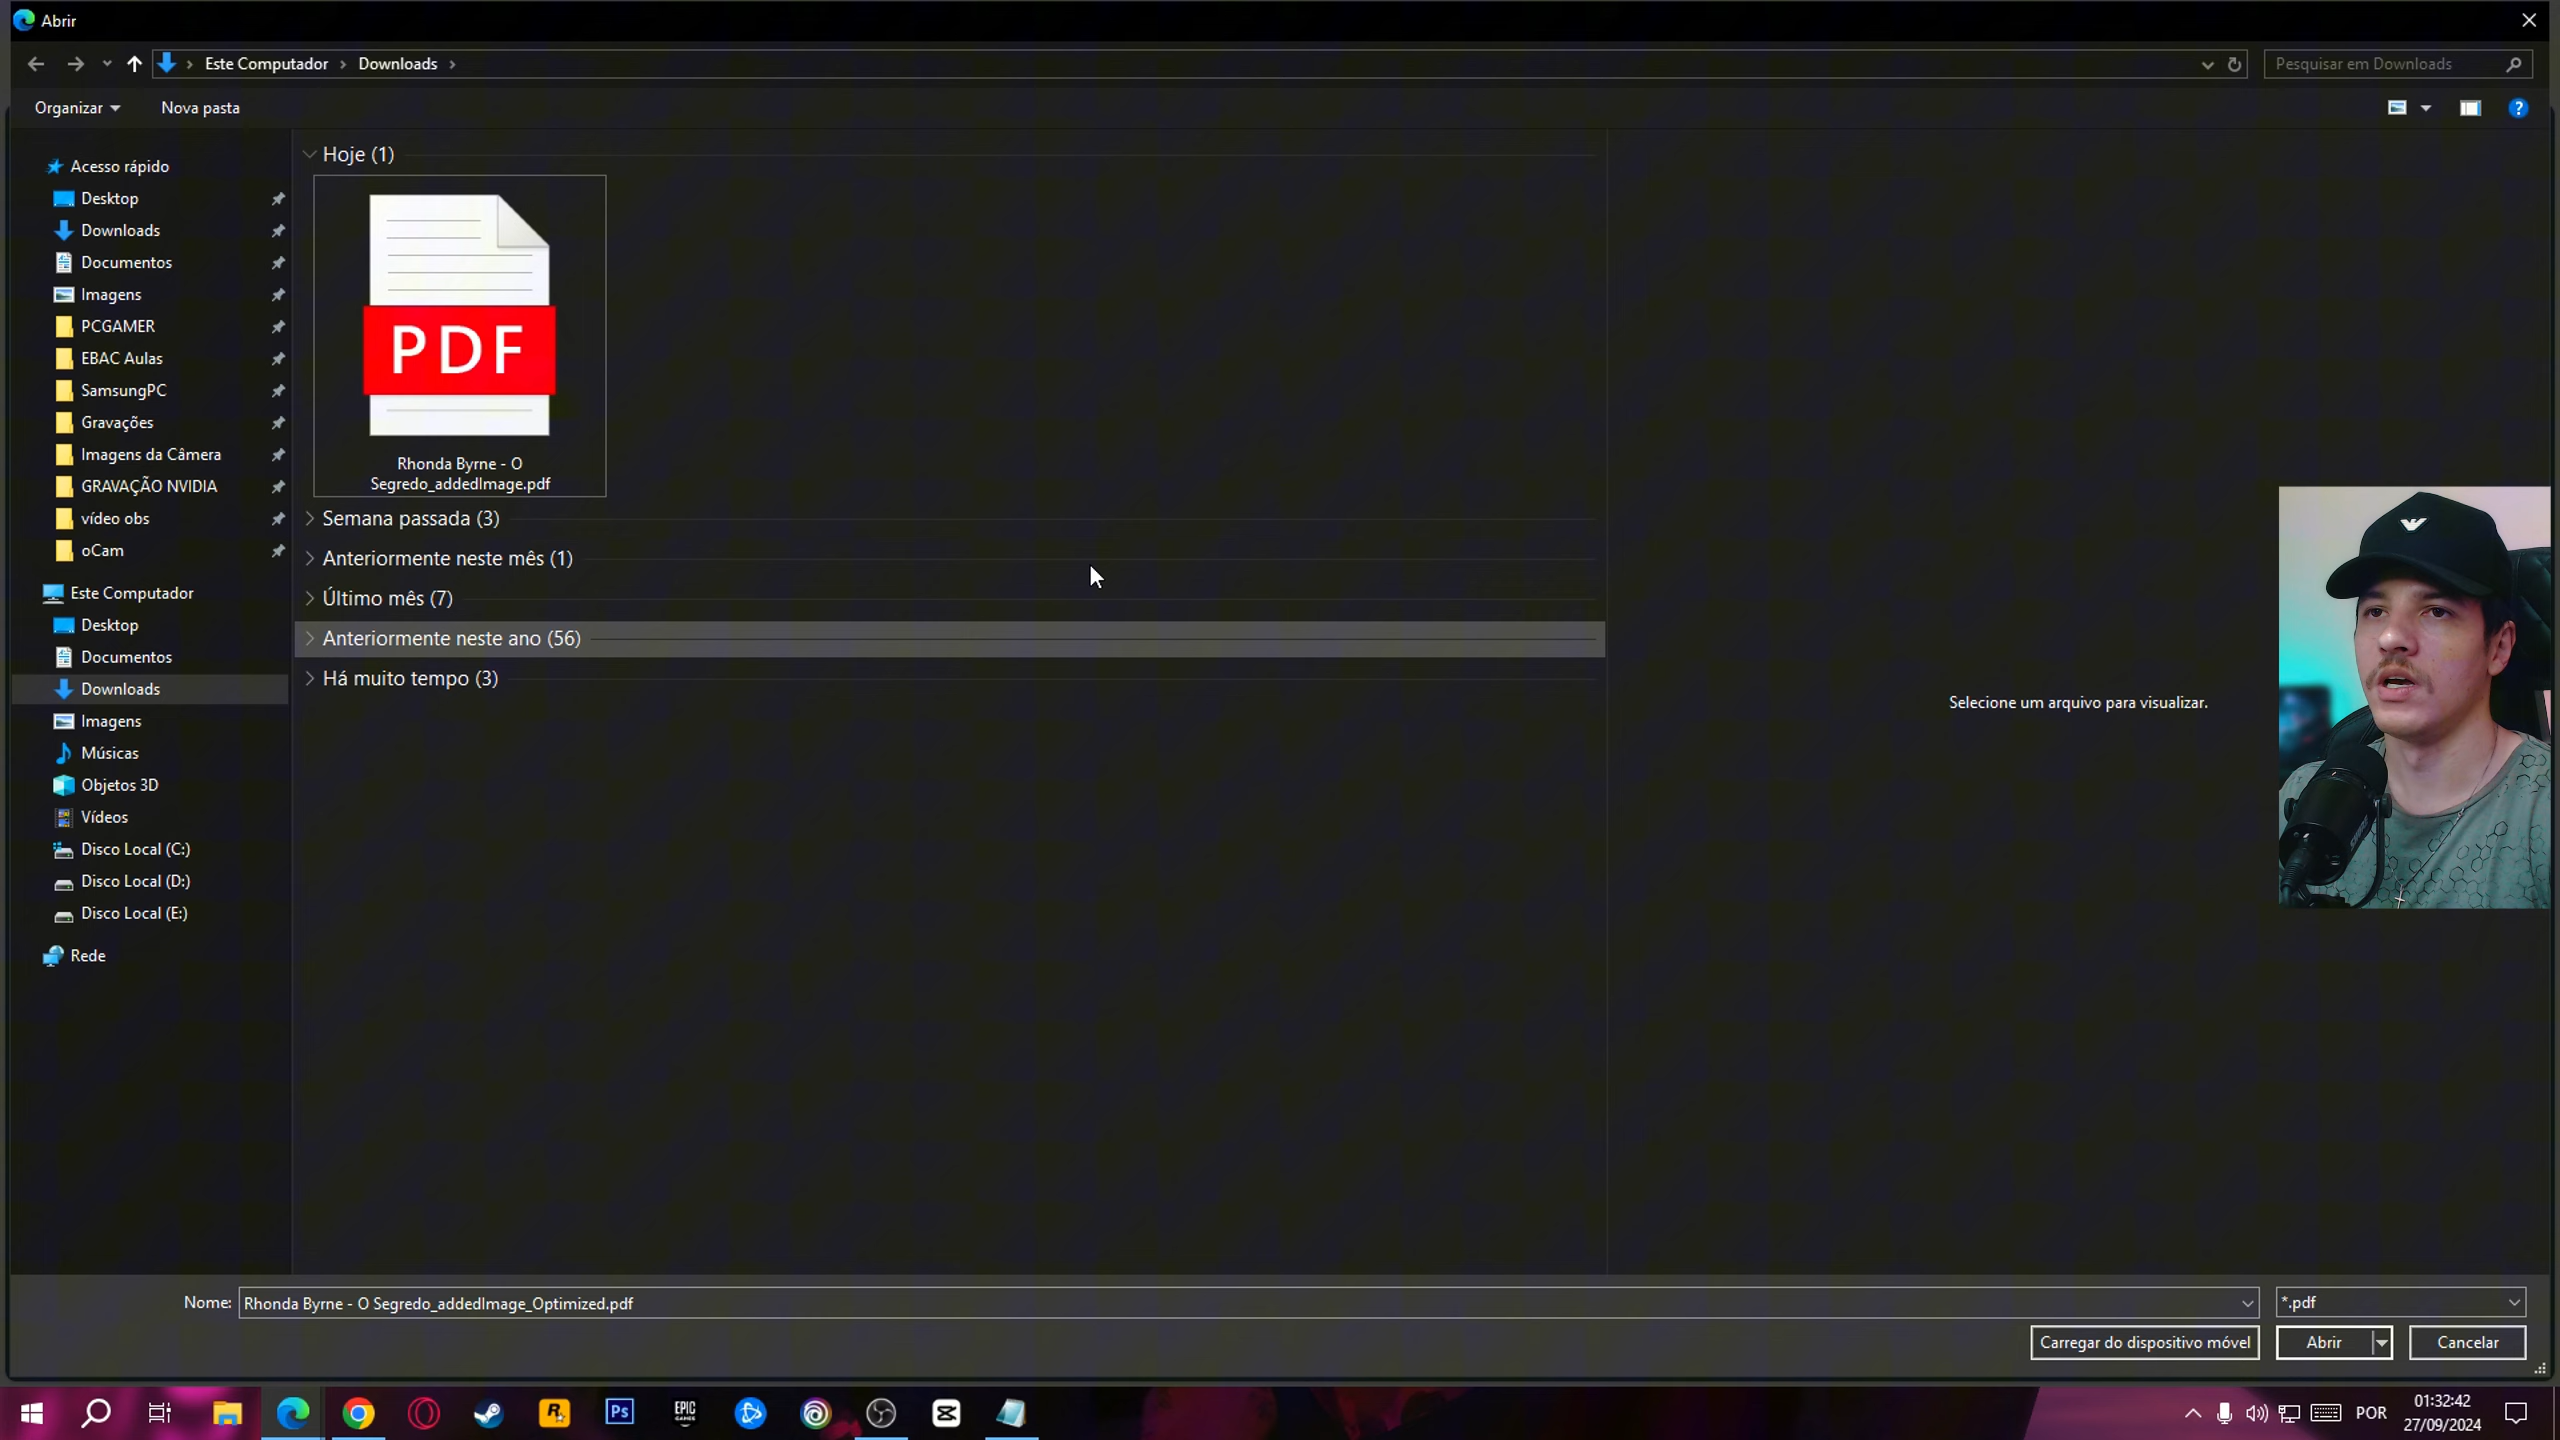 Abrir
Este Computador
Downloads
Pesquisar em Downloads
Organizar
Nova pasta
Acesso rápido
Desktop
Downloads
Documentos
Imagens
PCGAMER
EBAC Aulas
SamsungPC
Gravações
Imagens da Câmera
GRAVAÇÃO NVIDIA
vídeo obs
oCam
Este Computador
Desktop
Documentos
Downloads
Imagens
Músicas
Objetos 3D
Vídeos
Disco Local (C:)
Disco Local (D:)
Disco Local (E:)
Rede
Hoje (1)
PDF
Rhonda Byrne - O
Segredo_addedImage.pdf
Semana passada (3)
Anteriormente neste mês (1)
Último mês (7)
Anteriormente neste ano (56)
Há muito tempo (3)
Selecione um arquivo para visualizar.
Nome: Rhonda Byrne - O Segredo_addedImage_Optimized.pdf
*.pdf
Carregar do dispositivo móvel
Abrir
Cancelar
R
Ps
EPIC
GAMES
POR
01:32:42
27/09/2024